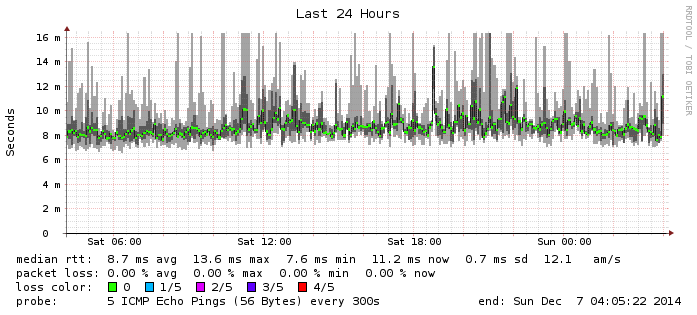 Last 24 Hours
RRDTOOL / TOBI OETIKER
Seconds
16 m
14 m
12 m
10 m
8 m
6 m
4 m
2 m
0
Sat 06:00 Sat 12:00 Sat 18:00 Sun 00:00
median rtt: 8.7 ms avg 13.6 ms max 7.6 ms min 11.2 ms now 0.7 ms sd 12.1 am/s
packet loss: 0.00 % avg 0.00 % max 0.00 % min 0.00 % now
loss color: 0 1/5 2/5 3/5 4/5
probe: 5 ICMP Echo Pings (56 Bytes) every 300s end: Sun Dec 7 04:05:22 2014